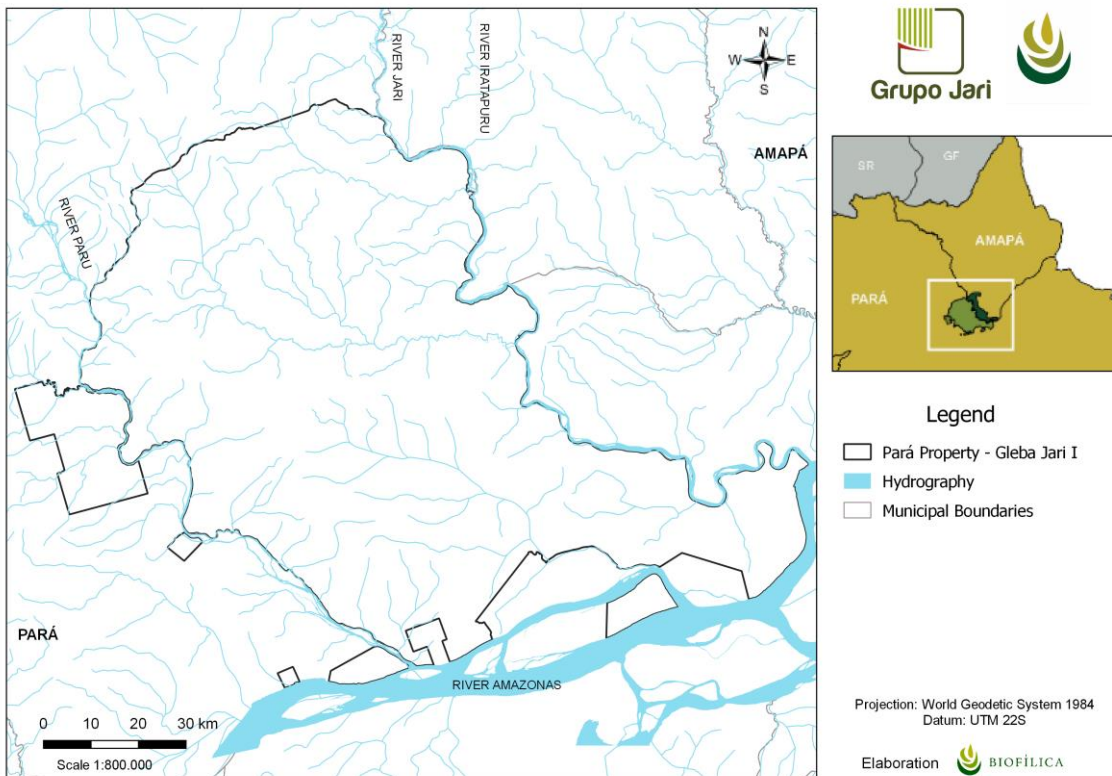 RIVER JARI
RIVER IRATAPURU
N
W E
S
AMAPÁ
RIVER PARU
PARÁ
RIVER AMAZONAS
0 10 20 30 km
Scale 1:800.000
Grupo Jari
SR
GF
AMAPÁ
PARÁ
Legend
Pará Property - Gleba Jari I
Hydrography
Municipal Boundaries
Projection: World Geodetic System 1984
Datum: UTM 22S
Elaboration
BIOFÍLICA